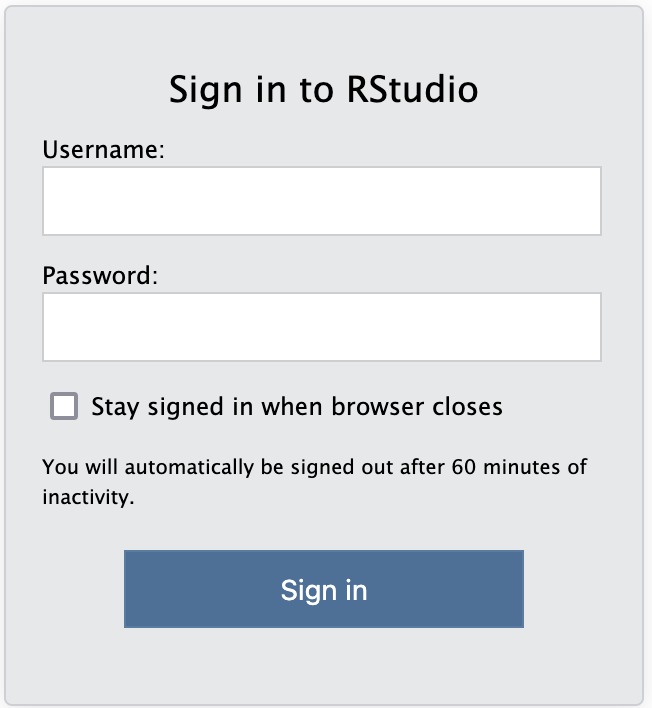 Sign in to RStudio
Username:
Password:
Stay signed in when browser closes
You will automatically be signed out after 60 minutes of
inactivity.
Sign in